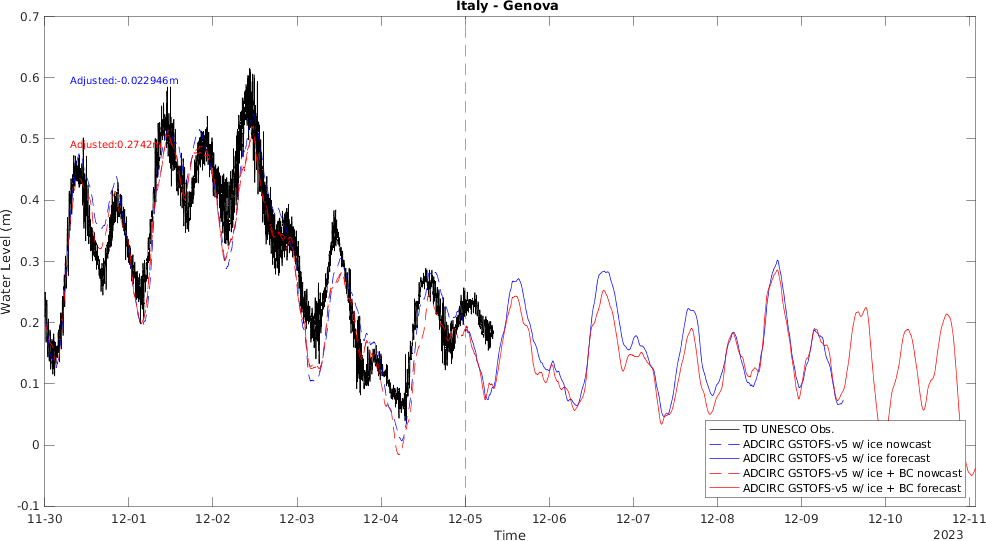 Italy - Genova
0.7
0.6
0.5
0.4
0.3
0.2
0.1
0
-0.1
Water Level (m)
Adjusted:-0.022946m
Adjusted:0.2742m
TD UNESCO Obs.
ADCIRC GSTOFS-v5 w/ ice nowcast
ADCIRC GSTOFS-v5 w/ ice forecast
ADCIRC GSTOFS-v5 w/ ice + BC nowcast
ADCIRC GSTOFS-v5 w/ ice + BC forecast
11-30 12-01 12-02 12-03 12-04 12-05 12-06 12-07 12-08 12-09 12-10 12-11
Time
2023